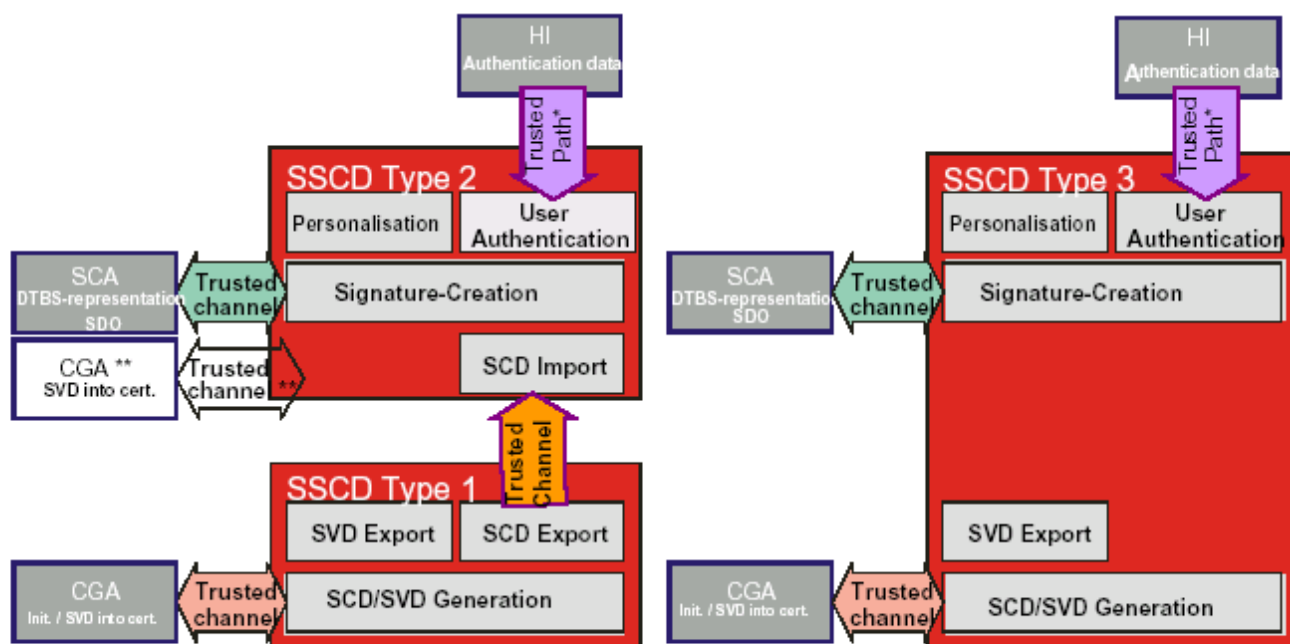 HI
Authentication data
Trusted
Path*
SSCD Type 2
Personalisation
User
Authentication
SCA
DTBS-representation
SDO
Trusted
channel
Signature-Creation
CGA **
SVD into cert.
Trusted
channel **
SCD Import
Trusted
Channel
SSCD Type 1
SVD Export
SCD Export
CGA
Init. / SVD into cert.
Trusted
channel
SCD/SVD Generation
HI
Authentication data
Trusted
Path*
SSCD Type 3
Personalisation
User
Authentication
SCA
DTBS-representatio
SDO
Trusted
channel
Signature-Creation
SVD Export
CGA
Init. / SVD into cert.
Trusted
channel
SCD/SVD Generation